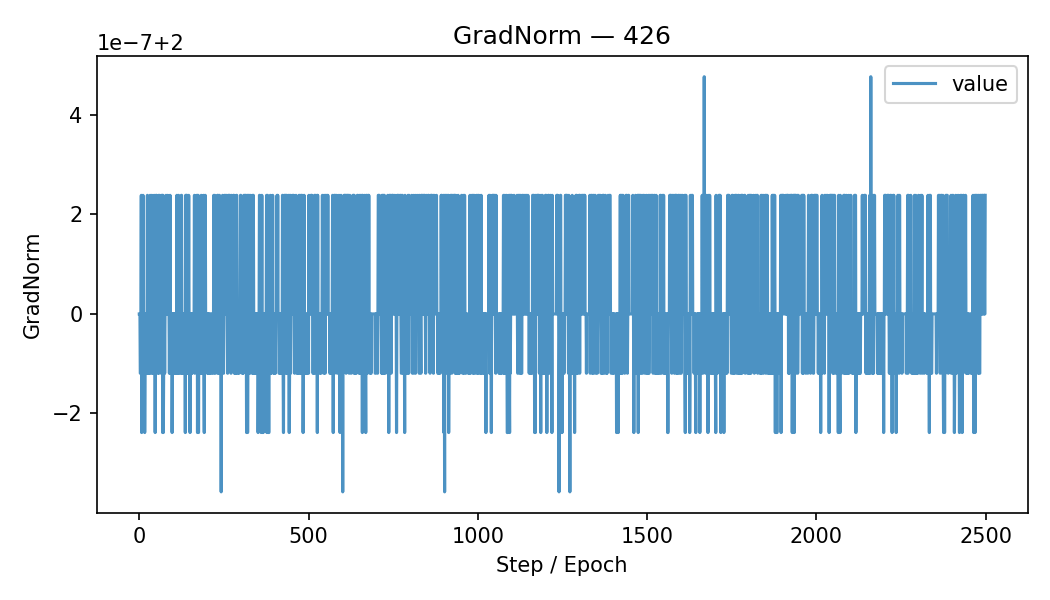 GradNorm — 426
1e−7+2
value
4
2
0
−2
GradNorm
0
500
1000
1500
2000
2500
Step / Epoch